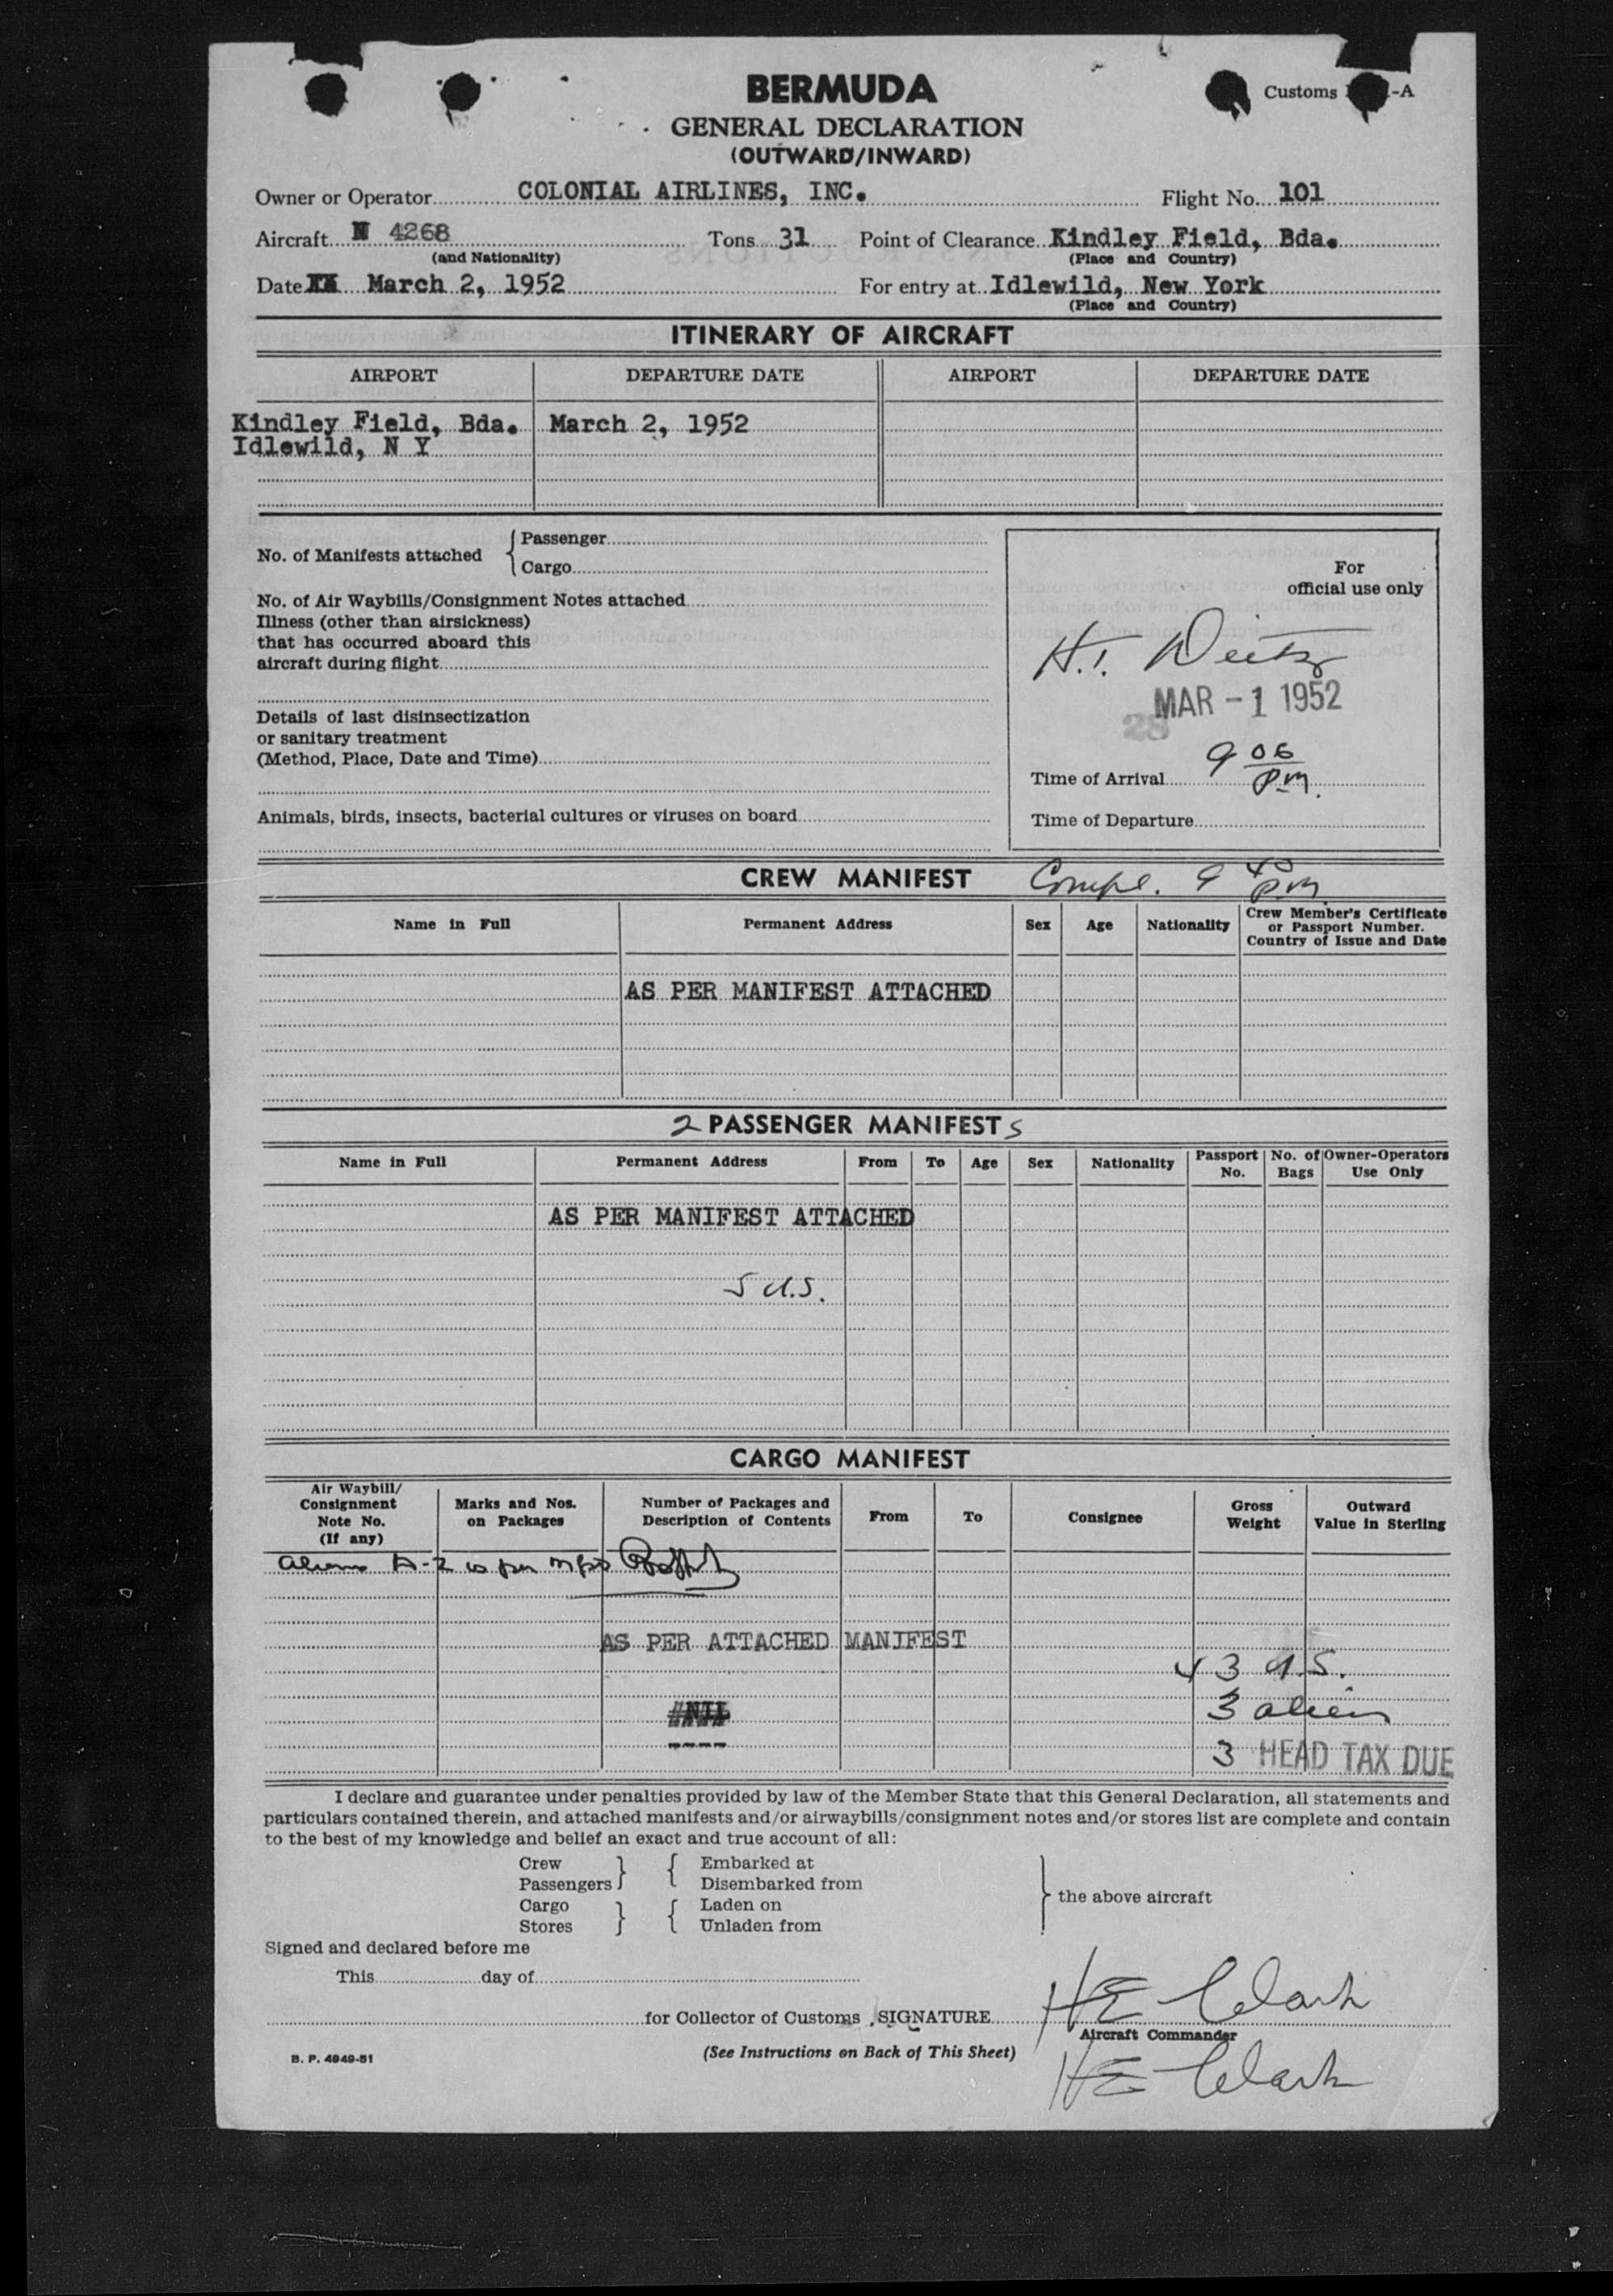 BERMUDA
Customs -A
GENERAL DECLARATION
(OUTWARD/INWARD)
Owner or Operator COLONIAL AIRLINES, INC. Flight No. 101
Aircraft N 4268 Tons 31 Point of Clearance Kindley Field, Bda.
(and Nationality) (Place and Country)
Date March 2, 1952 For entry at Idlewild, New York
(Place and Country)
ITINERARY OF AIRCRAFT
AIRPORT DEPARTURE DATE AIRPORT DEPARTURE DATE
Kindley Field, Bda. March 2, 1952
Idlewild, N Y
No. of Manifests attached { Passenger
Cargo
For
official use only
No. of Air Waybills/Consignment Notes attached
Illness (other than airsickness)
that has occurred aboard this
aircraft during flight
H. Deitz
MAR - 1 1952
28
Details of last disinsectization
or sanitary treatment
(Method, Place, Date and Time)
Time of Arrival 9 06 P.M.
Animals, birds, insects, bacterial cultures or viruses on board
Time of Departure
CREW MANIFEST Compl. 9 40 PM
Name in Full Permanent Address Sex Age Nationality Crew Member's Certificate
or Passport Number.
Country of Issue and Date
AS PER MANIFEST ATTACHED
2 PASSENGER MANIFEST S
Name in Full Permanent Address From To Age Sex Nationality Passport No. No. of Bags Owner-Operators Use Only
AS PER MANIFEST ATTACHED
5 U.S.
CARGO MANIFEST
Air Waybill/
Consignment
Note No.
(If any)
Marks and Nos.
on Packages
Number of Packages and
Description of Contents
From To Consignee
Gross
Weight
Outward
Value in Sterling
Aliens A-2 as per
AS PER ATTACHED MANIFEST
43 U.S.
#NIL
3 alien
----
3 HEAD TAX DUE
I declare and guarantee under penalties provided by law of the Member State that this General Declaration, all statements and
particulars contained therein, and attached manifests and/or airwaybills/consignment notes and/or stores list are complete and contain
to the best of my knowledge and belief an exact and true account of all:
Crew } { Embarked at
Passengers Disembarked from
} the above aircraft
Cargo } { Laden on
Stores Unladen from
Signed and declared before me
This day of
for Collector of Customs SIGNATURE H E Clark
Aircraft Commander
B. P. 4949-51 (See Instructions on Back of This Sheet)
H E Clark